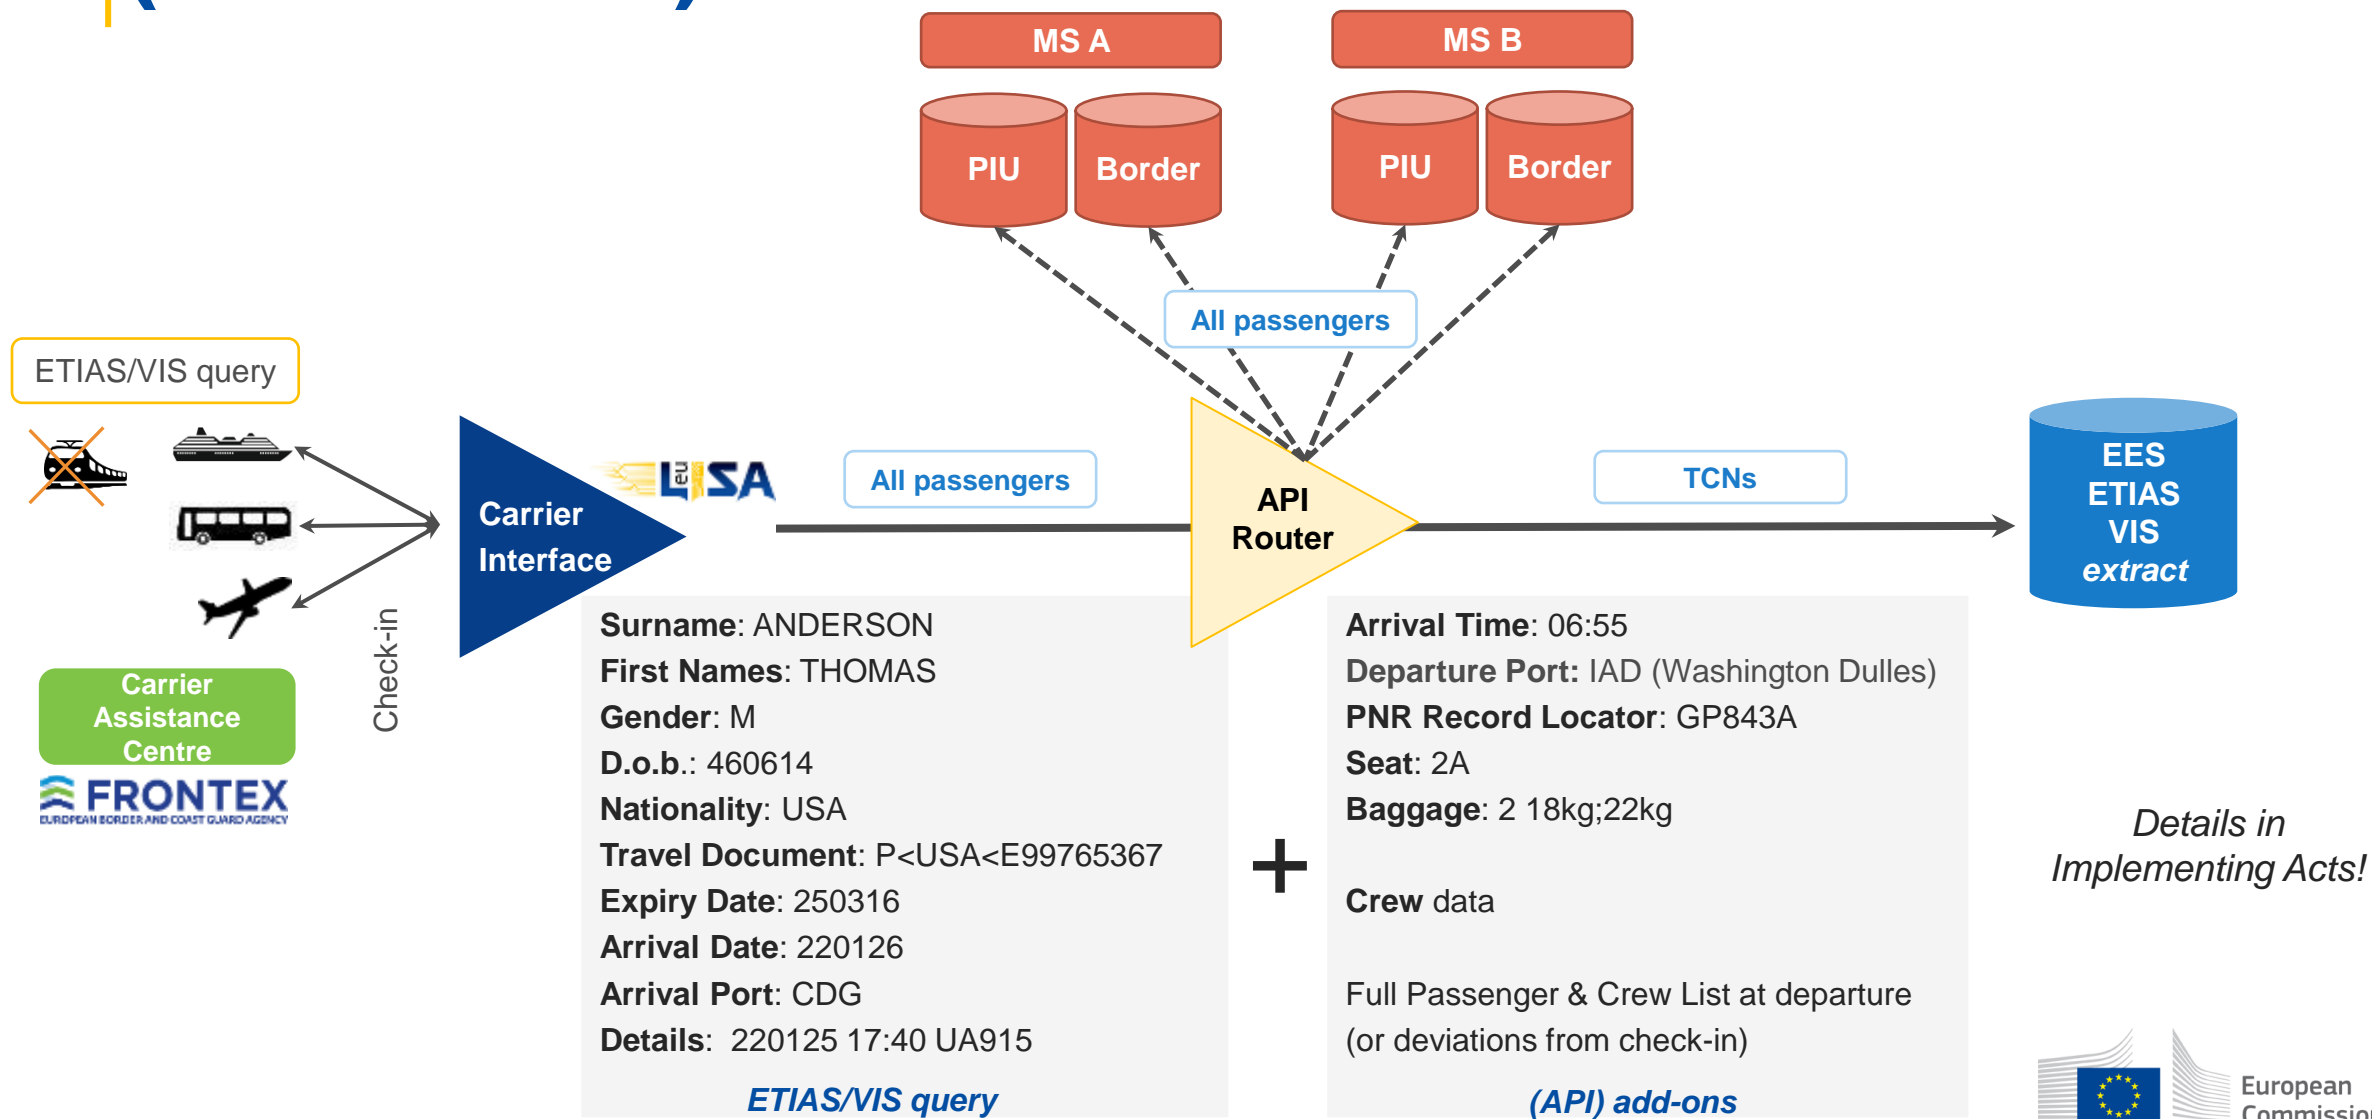 MS A
MS B
PIU
Border
PIU
Border
All passengers
ETIAS/VIS query
Check-in
Carrier
Interface
eu LISA
All passengers
API
Router
TCNs
EES
ETIAS
VIS
extract
Carrier
Assistance
Centre
FRONTEX
EUROPEAN BORDER AND COAST GUARD AGENCY
Surname: ANDERSON
First Names: THOMAS
Gender: M
D.o.b.: 460614
Nationality: USA
Travel Document: P<USA<E99765367
Expiry Date: 250316
Arrival Date: 220126
Arrival Port: CDG
Details: 220125 17:40 UA915
ETIAS/VIS query
+
Arrival Time: 06:55
Departure Port: IAD (Washington Dulles)
PNR Record Locator: GP843A
Seat: 2A
Baggage: 2 18kg;22kg
Crew data
Full Passenger & Crew List at departure
(or deviations from check-in)
(API) add-ons
Details in
Implementing Acts!
European